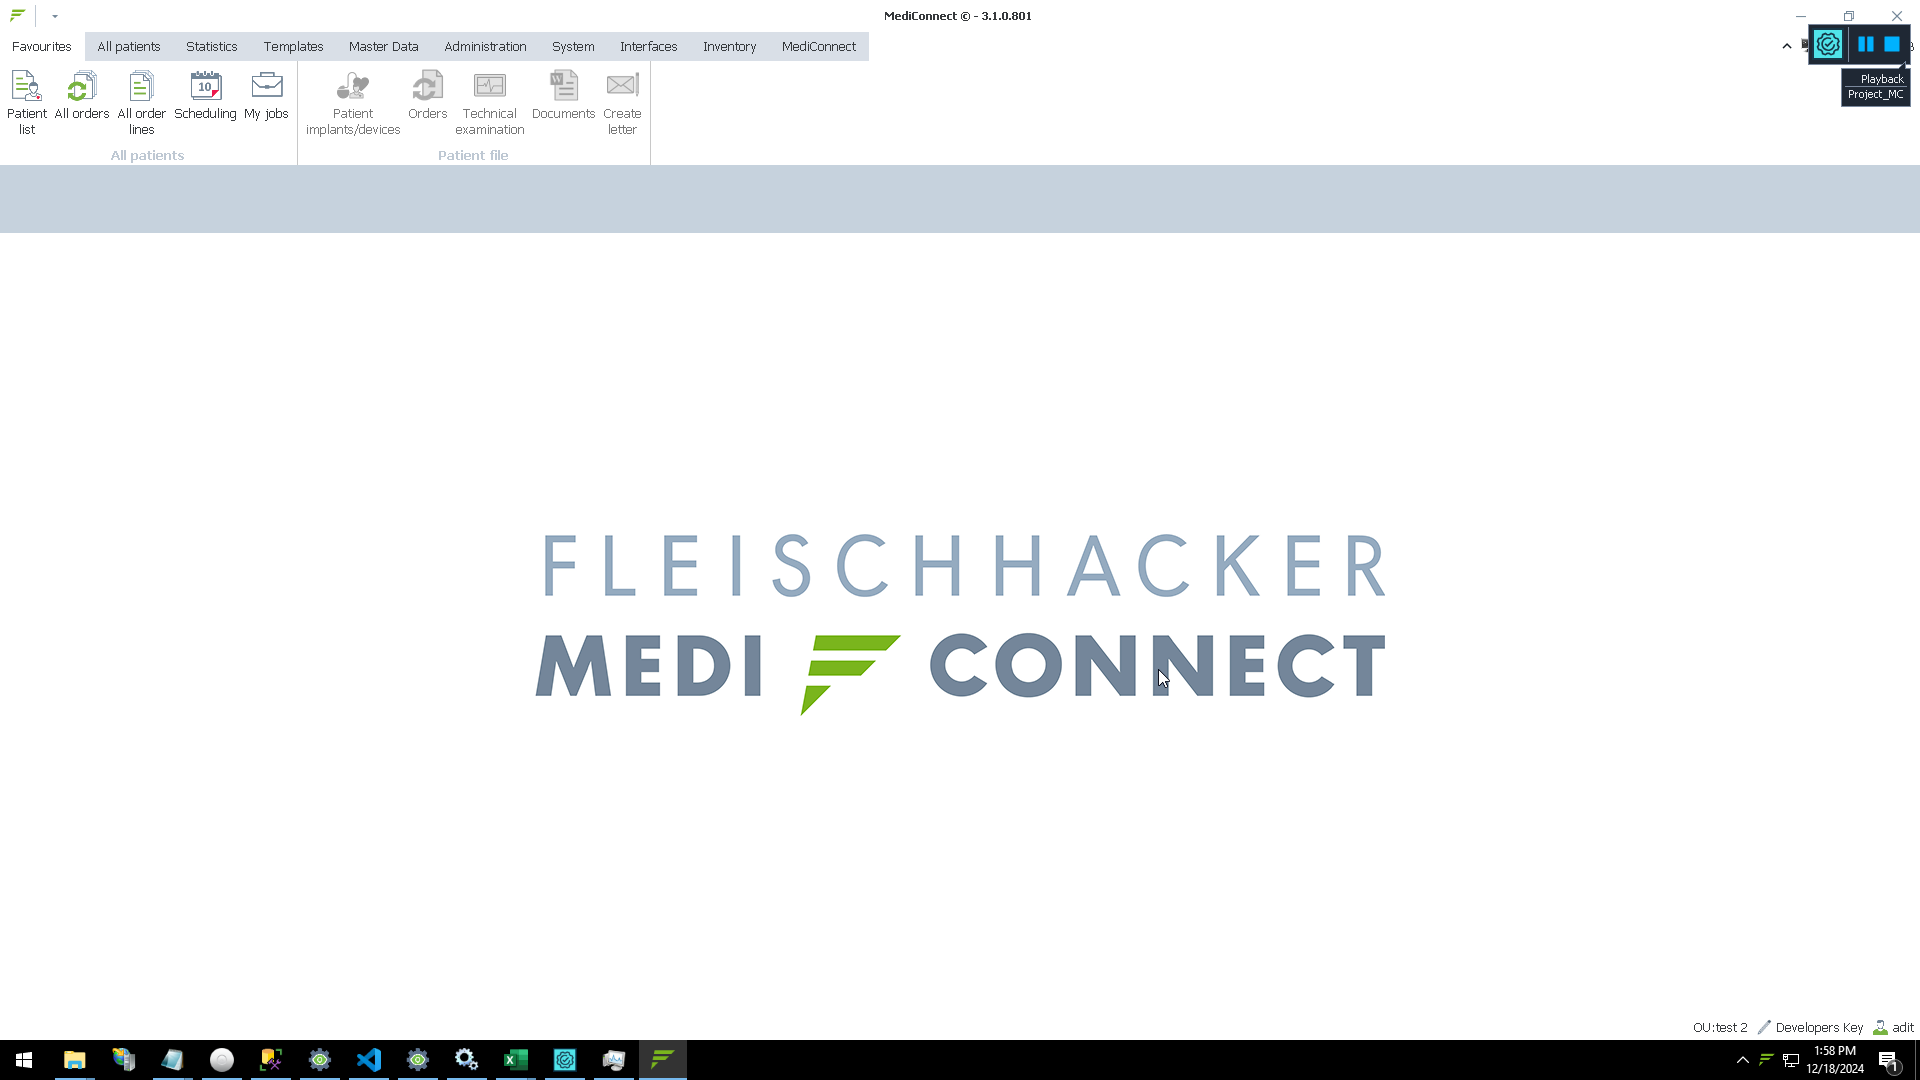 MediConnect © - 3.1.0.801
Favourites All patients Statistics Templates Master Data Administration System Interfaces Inventory MediConnect
Playback
Project_MC
Patient list
All orders
All order lines
10
Scheduling
My jobs
Patient implants/devices
Orders
Technical examination
Documents
Create letter
All patients
Patient file
FLEISCHHACKER
MEDI CONNECT
OU:test 2 Developers Key adit
1:58 PM
12/18/2024
1